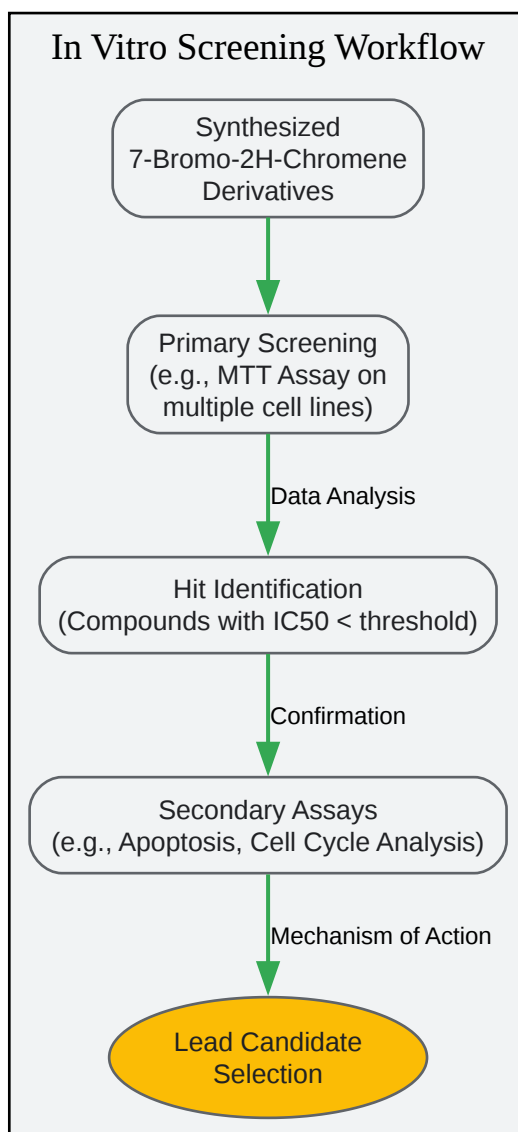 In Vitro Screening Workflow
Synthesized
7-Bromo-2H-Chromene
Derivatives
Primary Screening
(e.g., MTT Assay on
multiple cell lines)
Data Analysis
Hit Identification
(Compounds with IC50 < threshold)
Confirmation
Secondary Assays
(e.g., Apoptosis, Cell Cycle Analysis)
Mechanism of Action
Lead Candidate
Selection